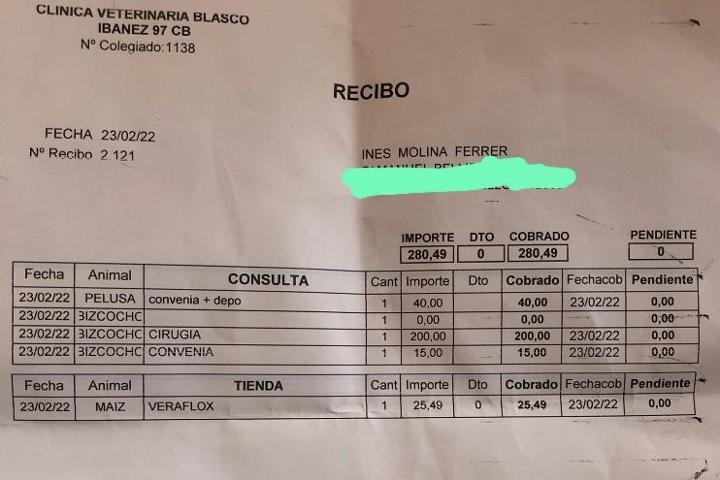 CLINICA VETERINARIA BLASCO
IBANEZ 97 CB
Nº Colegiado:1138
RECIBO
FECHA 23/02/22
Nº Recibo 2.121
INES MOLINA FERRER
IMPORTE DTO COBRADO PENDIENTE
280,49 0 280,49 0
Fecha Animal CONSULTA Cant Importe Dto Cobrado Fechacob Pendiente
23/02/22 PELUSA convenia + depo 1 40,00 40,00 23/02/22 0,00
23/02/22 BIZCOCHO 1 0,00 0,00 0,00
23/02/22 BIZCOCHO CIRUGIA 1 200,00 200,00 23/02/22 0,00
23/02/22 BIZCOCHO CONVENIA 1 15,00 15,00 23/02/22 0,00
Fecha Animal TIENDA Cant Importe Dto Cobrado Fechacob Pendiente
23/02/22 MAIZ VERAFLOX 1 25,49 0 25,49 23/02/22 0,00